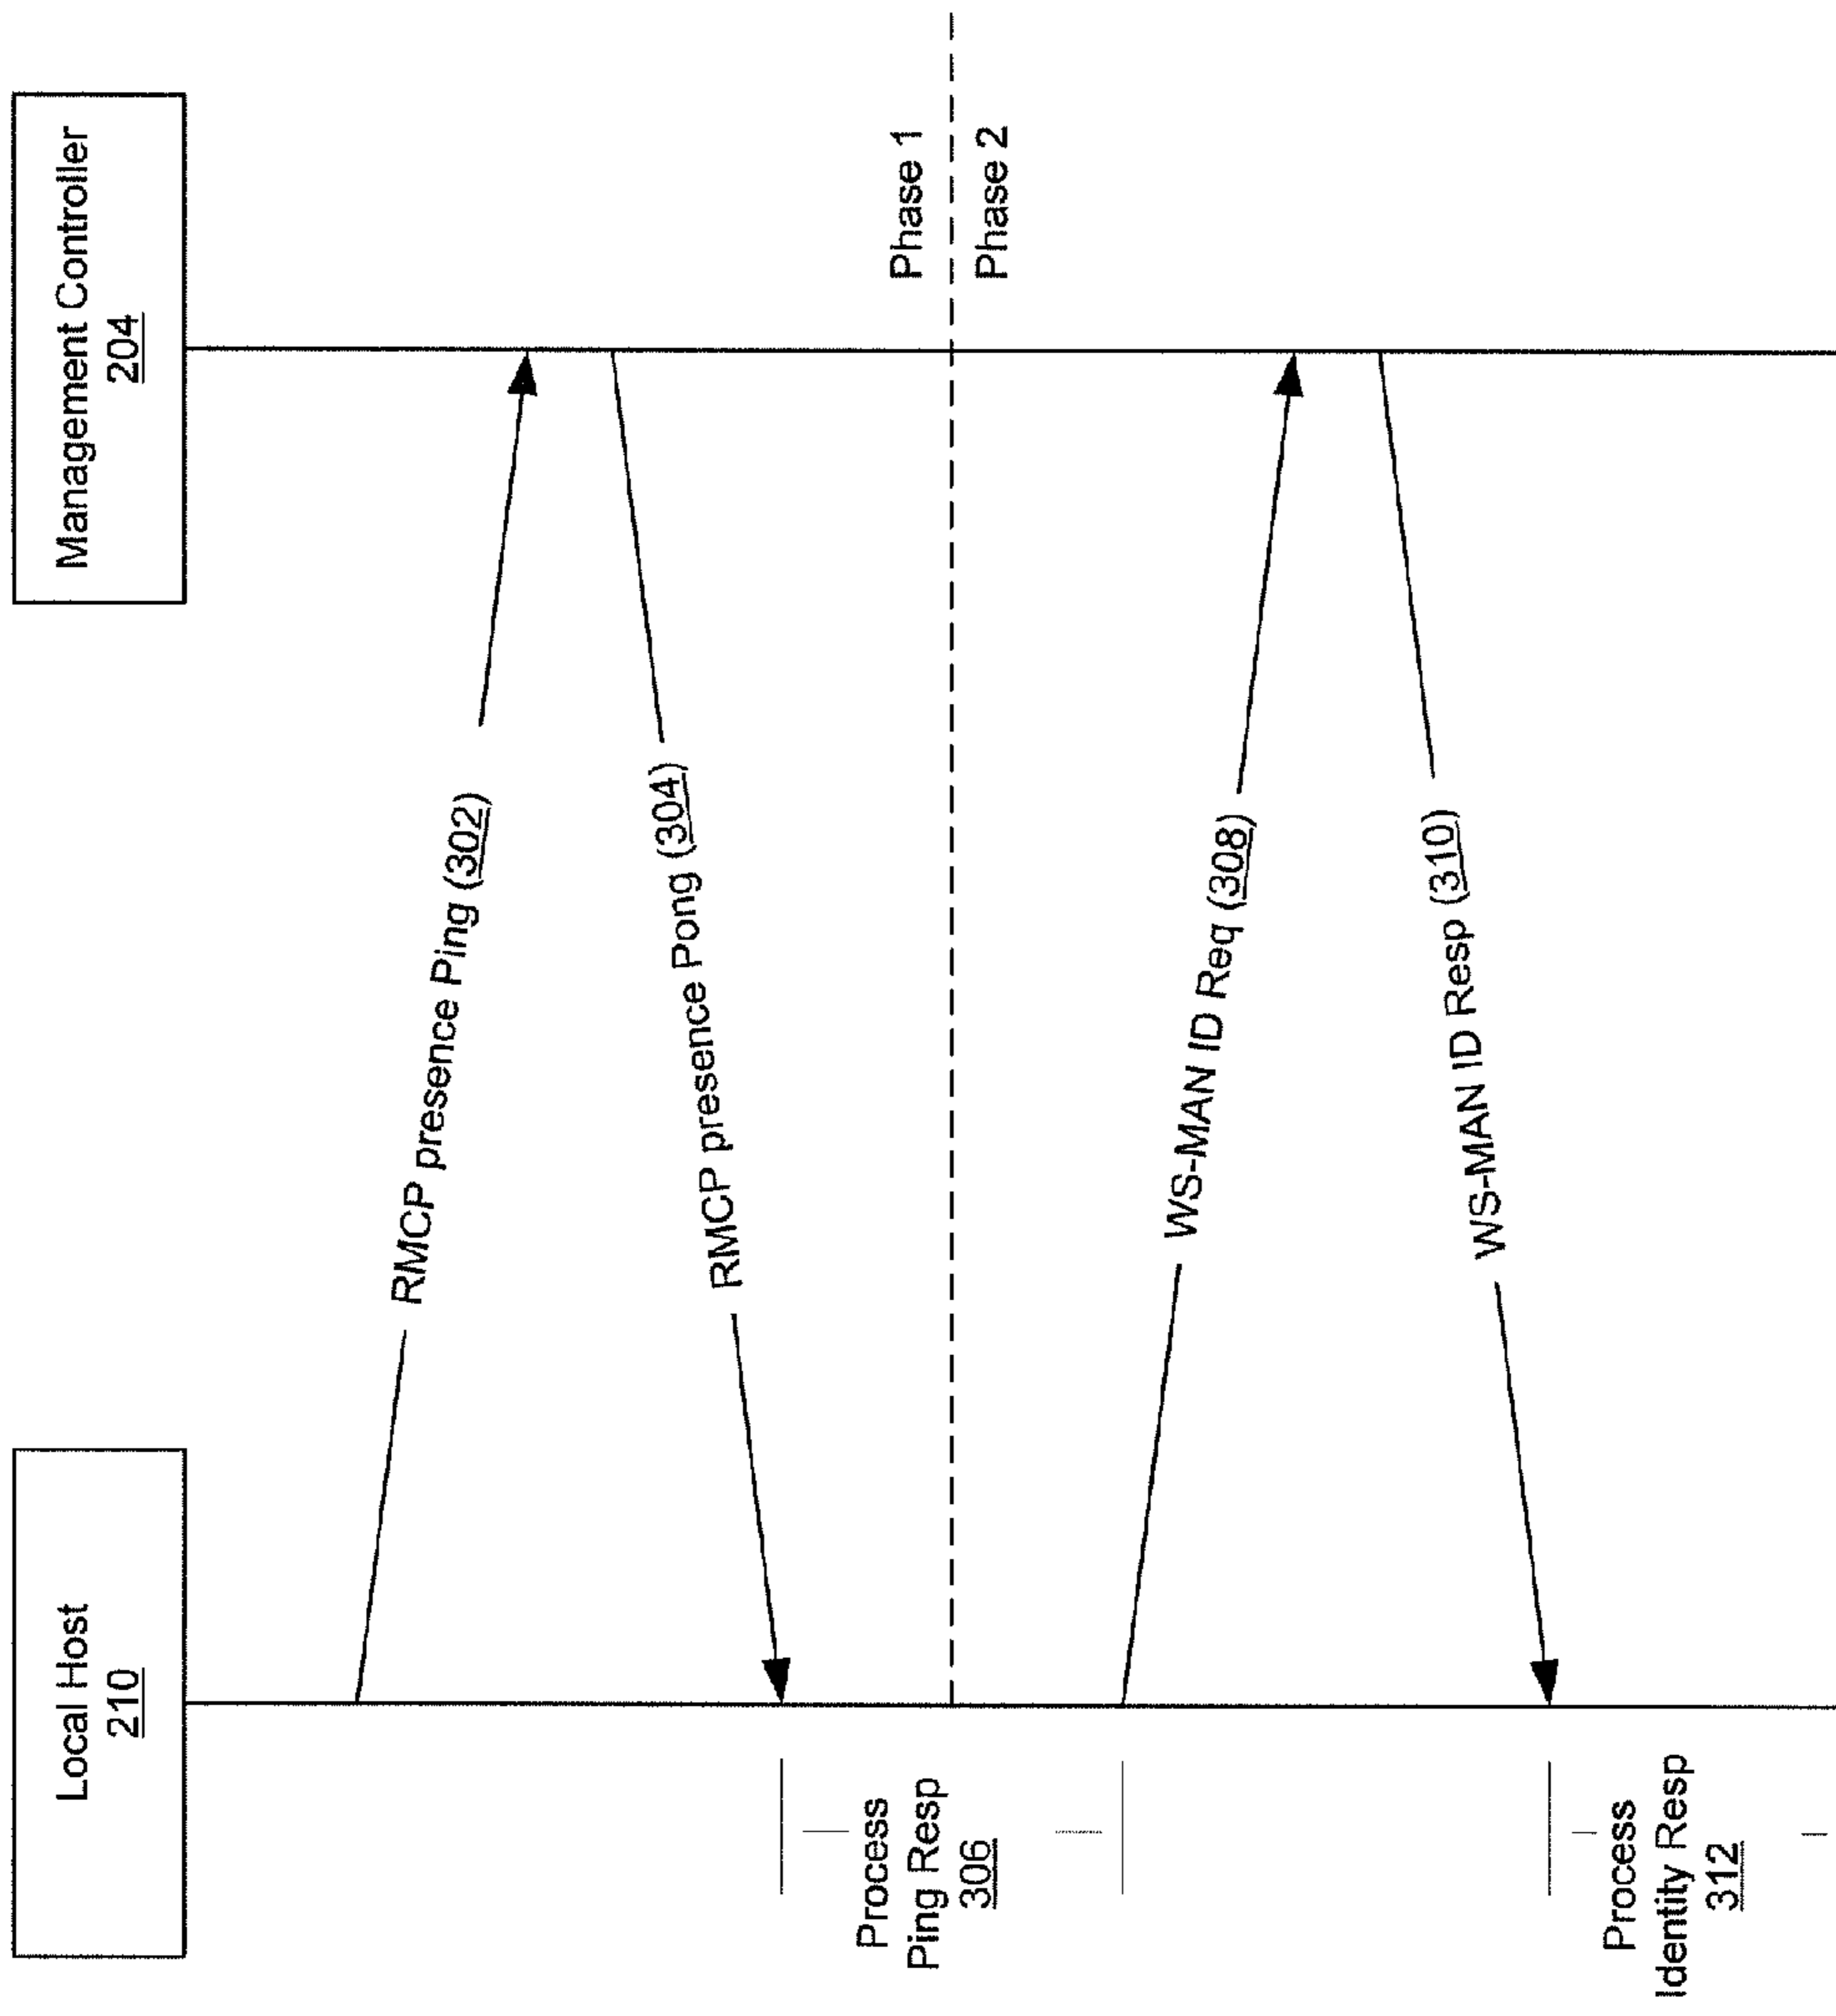 Local Host
210
Management Controller
204
RMCP presence Ping (302)
RMCP presence Pong (304)
Process
Ping Resp
306
Phase 1
Phase 2
WS-MAN ID Req (308)
WS-MAN ID Resp (310)
Process
Identity Resp
312